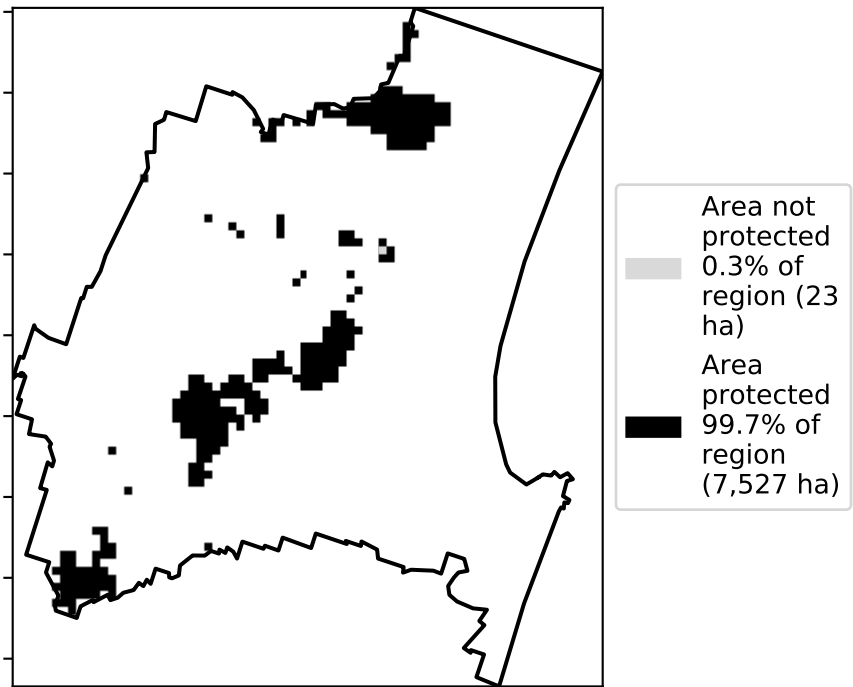 Area not
protected
0.3% of
region (23
ha)
Area
protected
99.7% of
region
(7,527 ha)